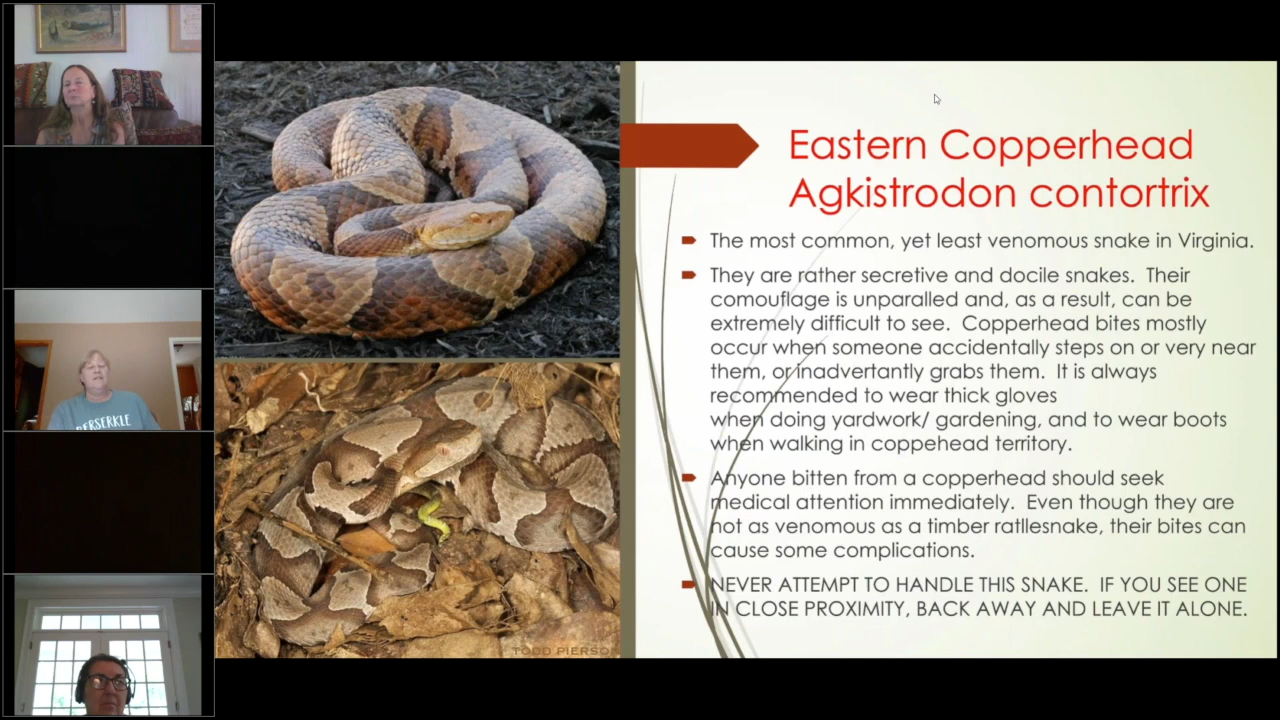 Eastern Copperhead
Agkistrodon contortrix
The most common, yet least venomous snake in Virginia.
They are rather secretive and docile snakes. Their
comouflage is unparalled and, as a result, can be
extremely difficult to see. Copperhead bites mostly
occur when someone accidentally steps on or very near
them, or inadvertantly grabs them. It is always
recommended to wear thick gloves
when doing yardwork/ gardening, and to wear boots
when walking in coppehead territory.
Anyone bitten from a copperhead should seek
medical attention immediately. Even though they are
not as venomous as a timber ratllesnake, their bites can
cause some complications.
NEVER ATTEMPT TO HANDLE THIS SNAKE. IF YOU SEE ONE
IN CLOSE PROXIMITY, BACK AWAY AND LEAVE IT ALONE.
TODD PIERSON
BERSERKLE